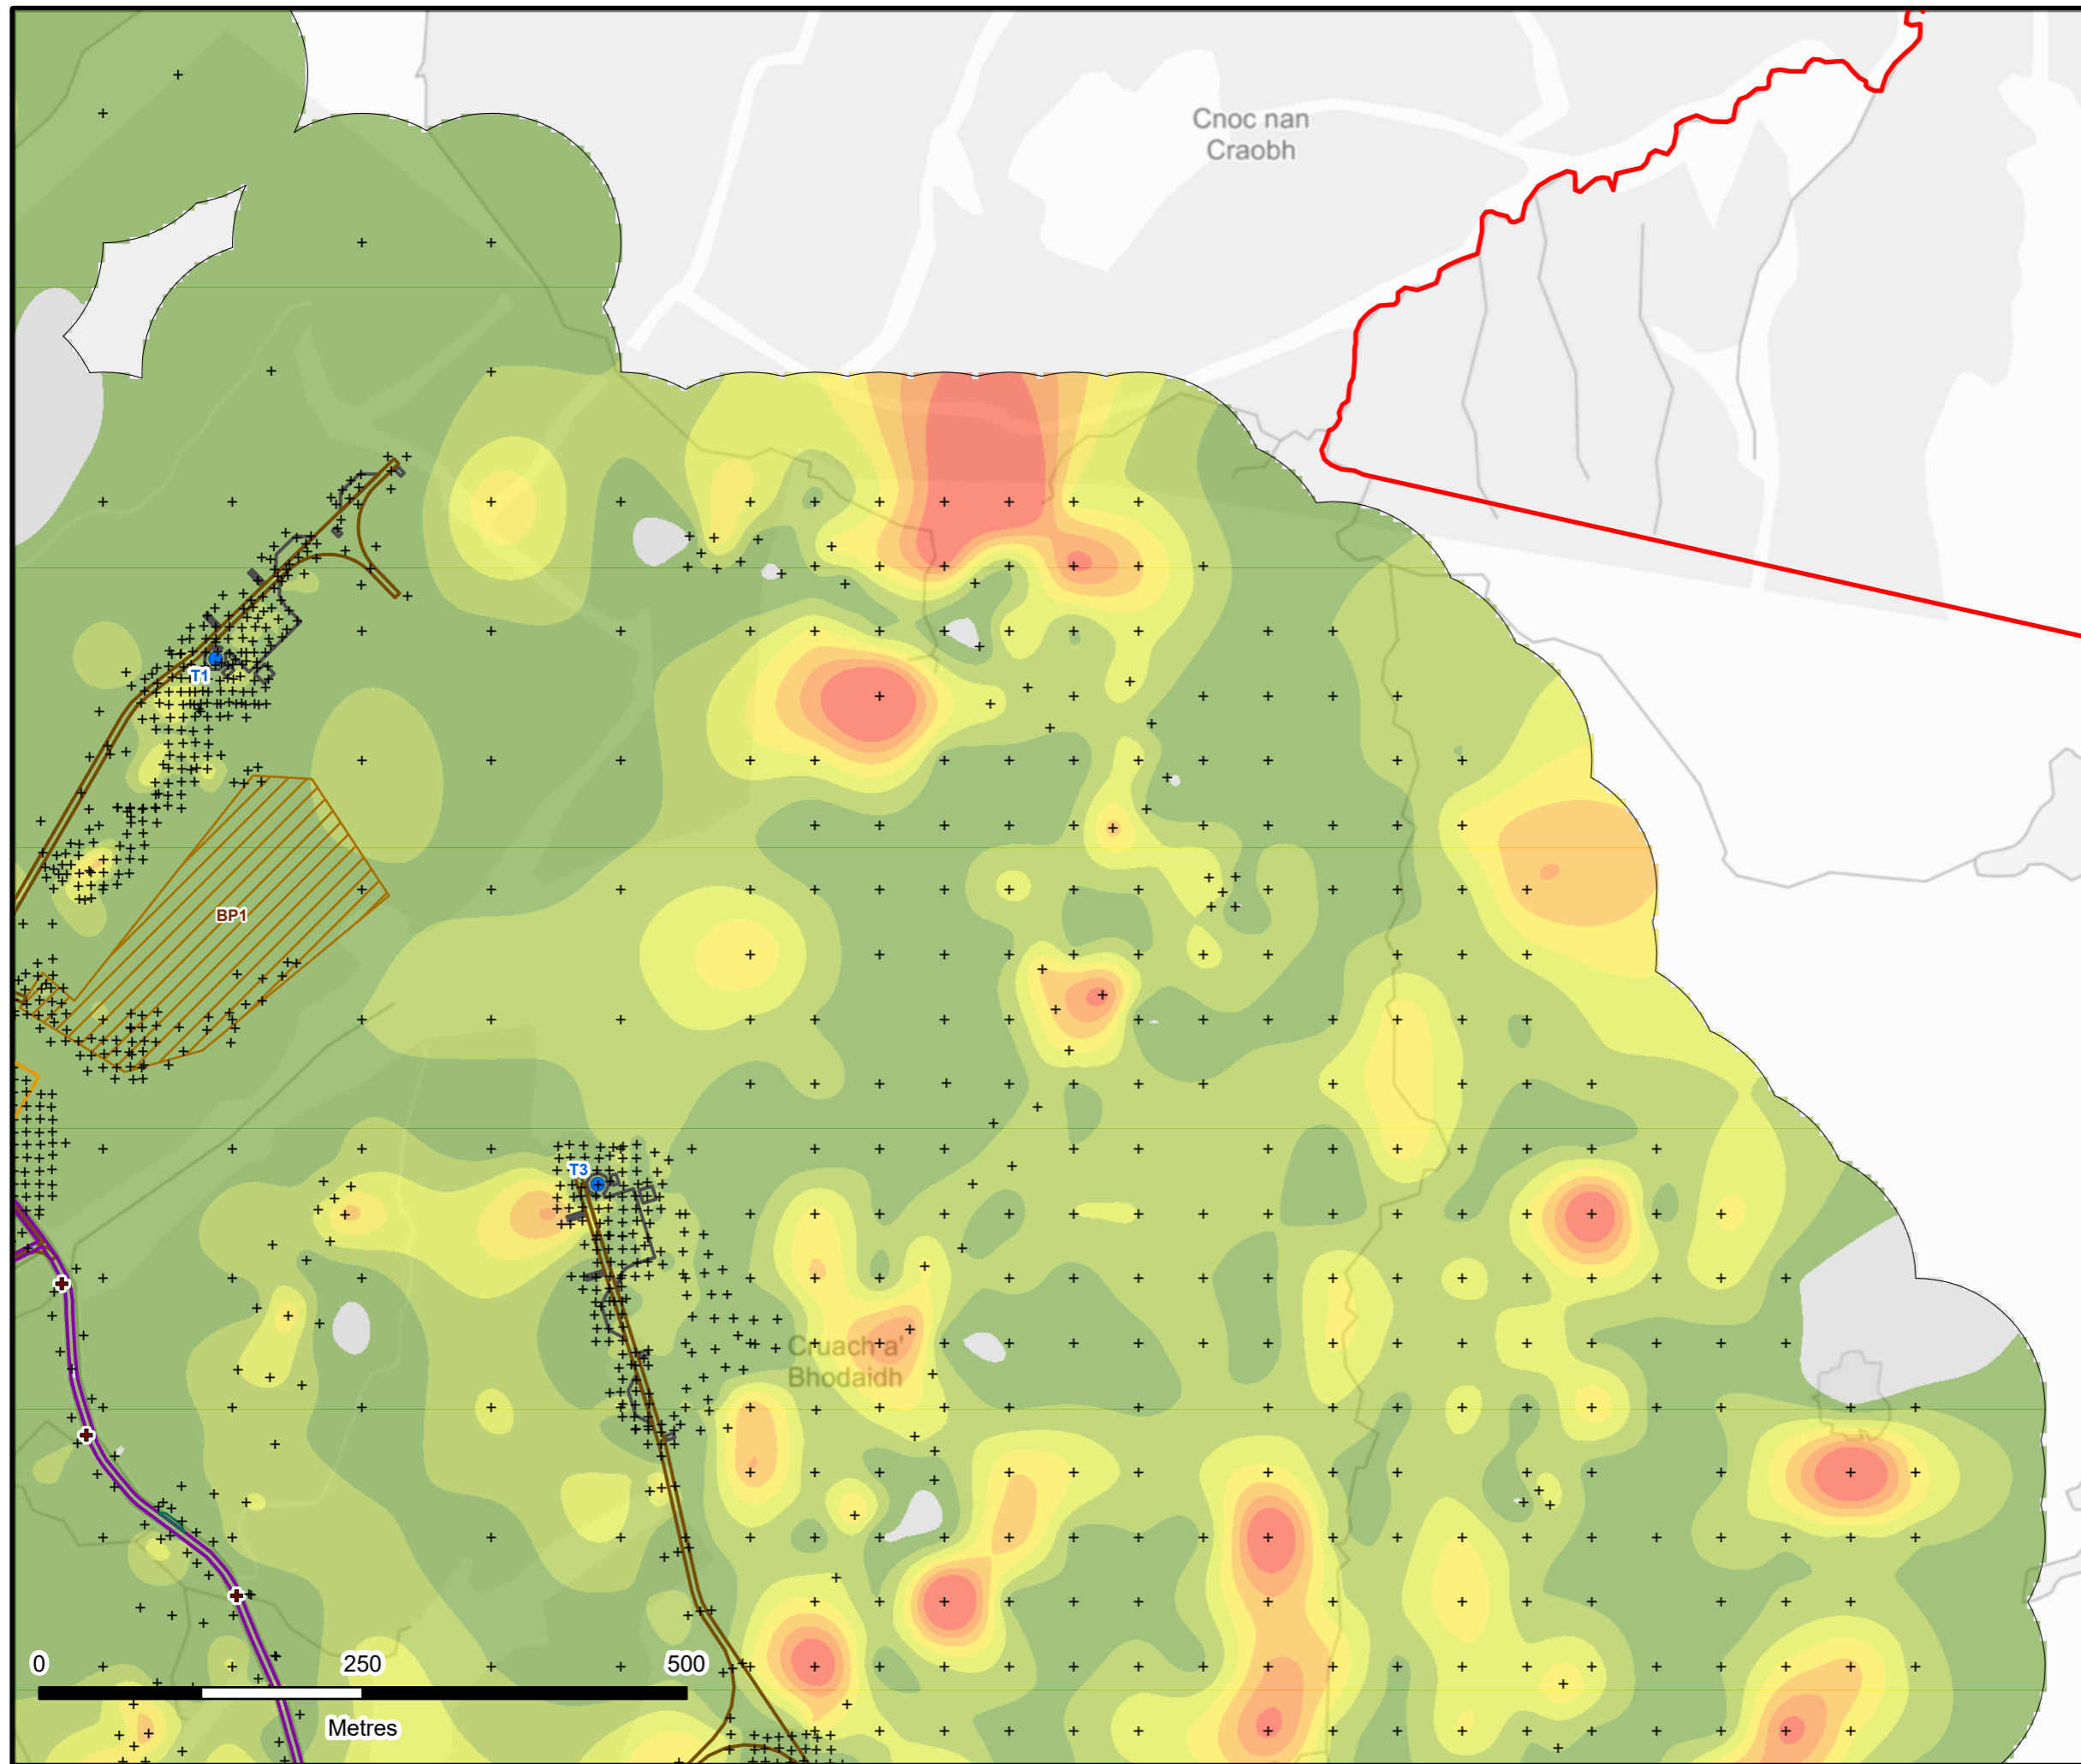 Cnoc nan
Craobh
T1
BP1
T3
Cruach a'
Bhodaidh
0 250 500
Metres